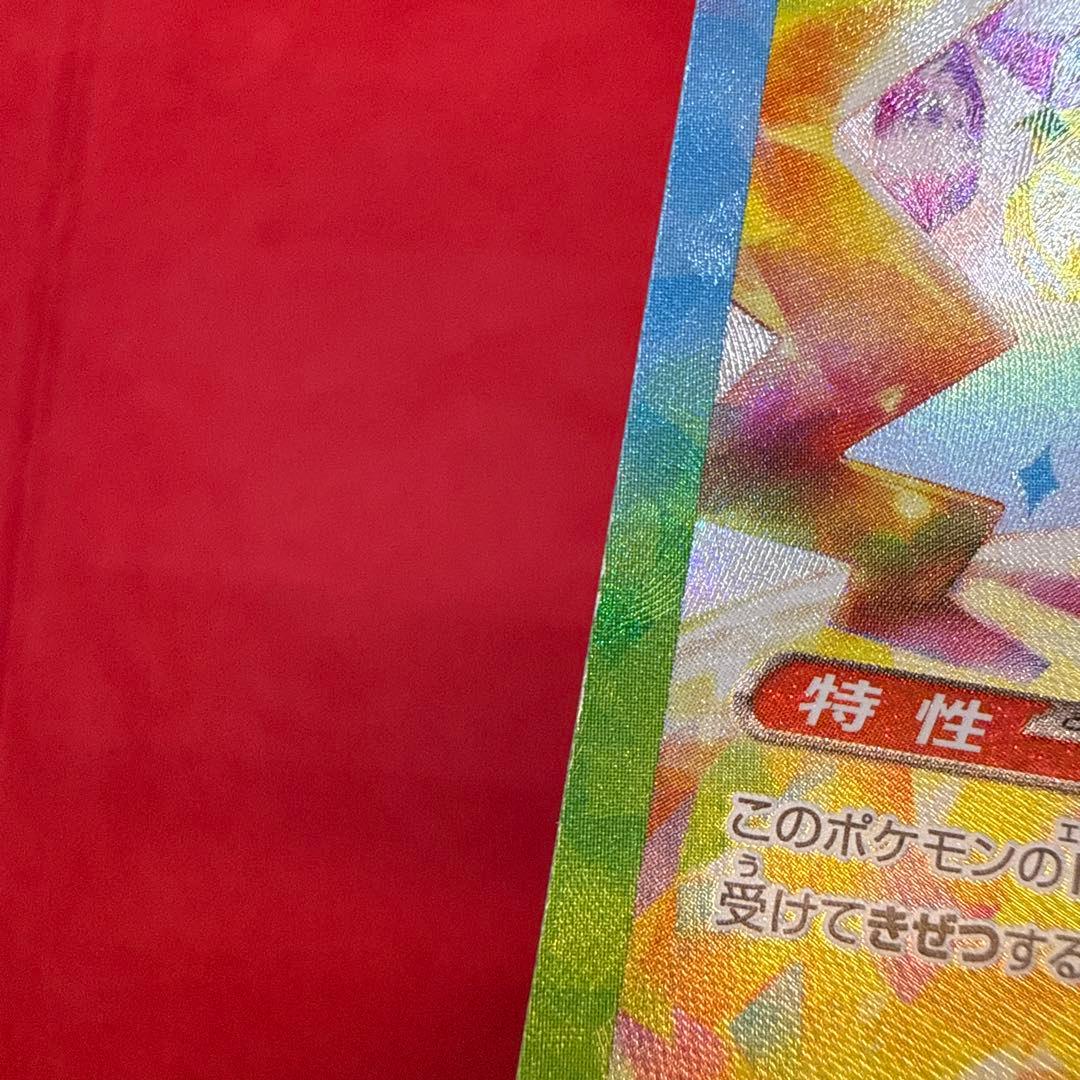 特性
このポケモンの
受けてきぜつする